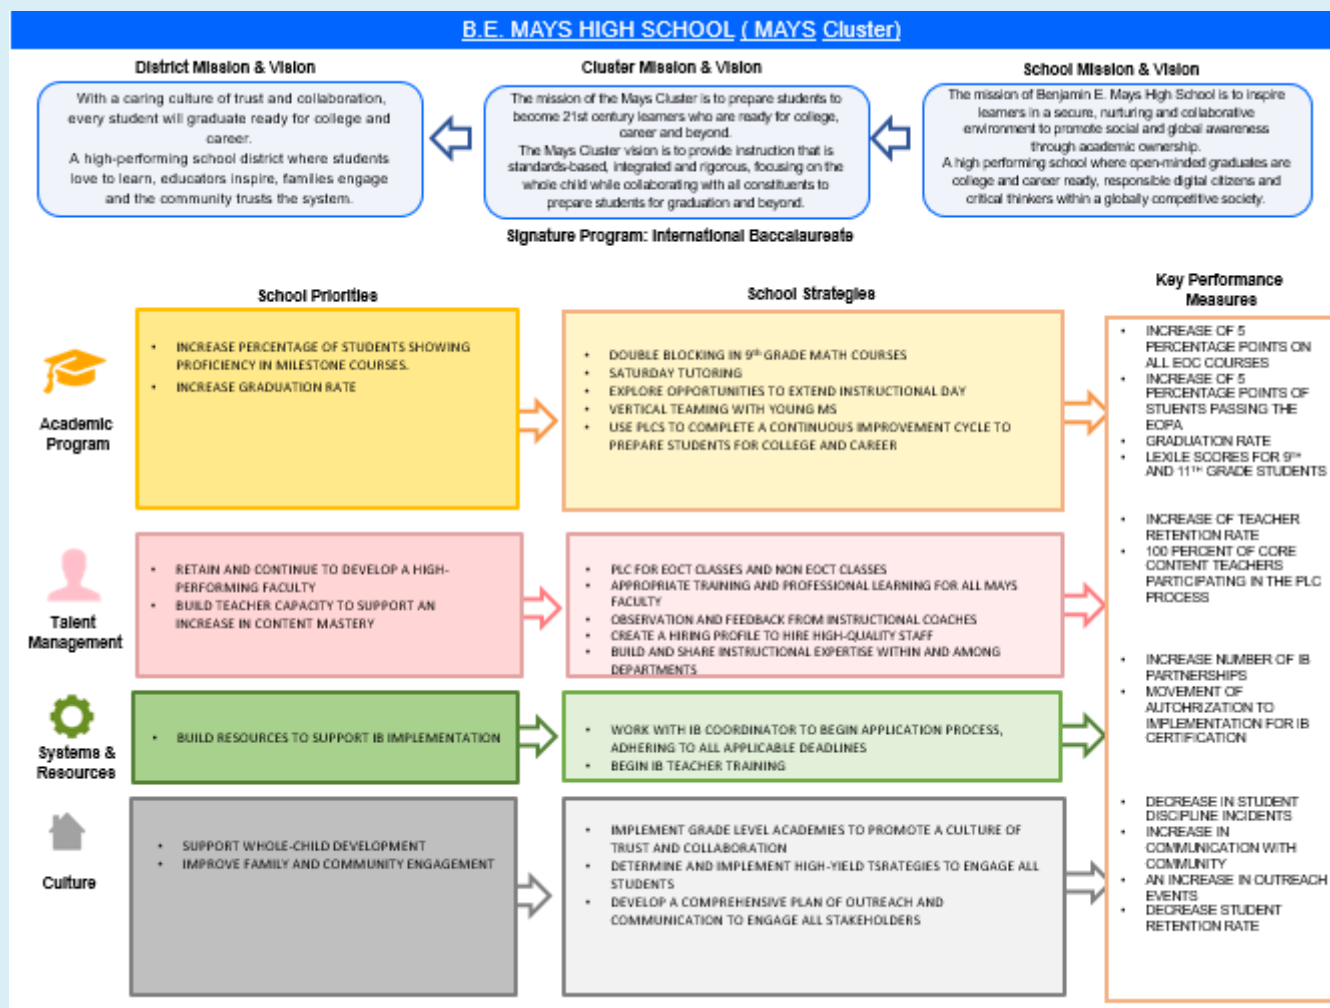 B.E. MAYS HIGH SCHOOL ( MAYS Cluster)
District Mission & Vision
With a caring culture of trust and collaboration,
every student will graduate ready for college and
career.
A high-performing school district where students
love to learn, educators inspire, families engage
and the community trusts the system.
Cluster Mission & Vision
The mission of the Mays Cluster is to prepare students to
become 21st century learners who are ready for college,
career and beyond.
The Mays Cluster vision is to provide instruction that is
standards-based, integrated and rigorous, focusing on the
whole child while collaborating with all constituents to
prepare students for graduation and beyond.
School Mission & Vision
The mission of Benjamin E. Mays High School is to inspire
learners in a secure, nurturing and collaborative
environment to promote social and global awareness
through academic ownership.
A high performing school where open-minded graduates are
college and career ready, responsible digital citizens and
critical thinkers within a globally competitive society.
Signature Program: International Baccalaureate
School Priorities
School Strategies
Key Performance
Measures
Academic
Program
• INCREASE PERCENTAGE OF STUDENTS SHOWING
PROFICIENCY IN MILESTONE COURSES.
• INCREASE GRADUATION RATE
• DOUBLE BLOCKING IN 9th GRADE MATH COURSES
• SATURDAY TUTORING
• EXPLORE OPPORTUNITIES TO EXTEND INSTRUCTIONAL DAY
• VERTICAL TEAMING WITH YOUNG MS
• USE PLCS TO COMPLETE A CONTINUOUS IMPROVEMENT CYCLE TO
PREPARE STUDENTS FOR COLLEGE AND CAREER
• INCREASE OF 5
PERCENTAGE POINTS ON
ALL EOC COURSES
• INCREASE OF 5
PERCENTAGE POINTS OF
STUENTS PASSING THE
EOPA
• GRADUATION RATE
• LEXILE SCORES FOR 9TH
AND 11TH GRADE STUDENTS
Talent
Management
• RETAIN AND CONTINUE TO DEVELOP A HIGH-
PERFORMING FACULTY
• BUILD TEACHER CAPACITY TO SUPPORT AN
INCREASE IN CONTENT MASTERY
• PLC FOR EOCT CLASSES AND NON EOCT CLASSES
• APPROPRIATE TRAINING AND PROFESSIONAL LEARNING FOR ALL MAYS
FACULTY
• OBSERVATION AND FEEDBACK FROM INSTRUCTIONAL COACHES
• CREATE A HIRING PROFILE TO HIRE HIGH-QUALITY STAFF
• BUILD AND SHARE INSTRUCTIONAL EXPERTISE WITHIN AND AMONG
DEPARTMENTS
• INCREASE OF TEACHER
RETENTION RATE
• 100 PERCENT OF CORE
CONTENT TEACHERS
PARTICIPATING IN THE PLC
PROCESS
Systems &
Resources
• BUILD RESOURCES TO SUPPORT IB IMPLEMENTATION
• WORK WITH IB COORDINATOR TO BEGIN APPLICATION PROCESS,
ADHERING TO ALL APPLICABLE DEADLINES
• BEGIN IB TEACHER TRAINING
• INCREASE NUMBER OF IB
PARTNERSHIPS
• MOVEMENT OF
AUTOHRIZATION TO
IMPLEMENTATION FOR IB
CERTIFICATION
Culture
• SUPPORT WHOLE-CHILD DEVELOPMENT
• IMPROVE FAMILY AND COMMUNITY ENGAGEMENT
• IMPLEMENT GRADE LEVEL ACADEMIES TO PROMOTE A CULTURE OF
TRUST AND COLLABORATION
• DETERMINE AND IMPLEMENT HIGH-YIELD TSRATEGIES TO ENGAGE ALL
STUDENTS
• DEVELOP A COMPREHENSIVE PLAN OF OUTREACH AND
COMMUNICATION TO ENGAGE ALL STAKEHOLDERS
• DECREASE IN STUDENT
DISCIPLINE INCIDENTS
• INCREASE IN
COMMUNICATION WITH
COMMUNITY
• AN INCREASE IN OUTREACH
EVENTS
• DECREASE STUDENT
RETENTION RATE